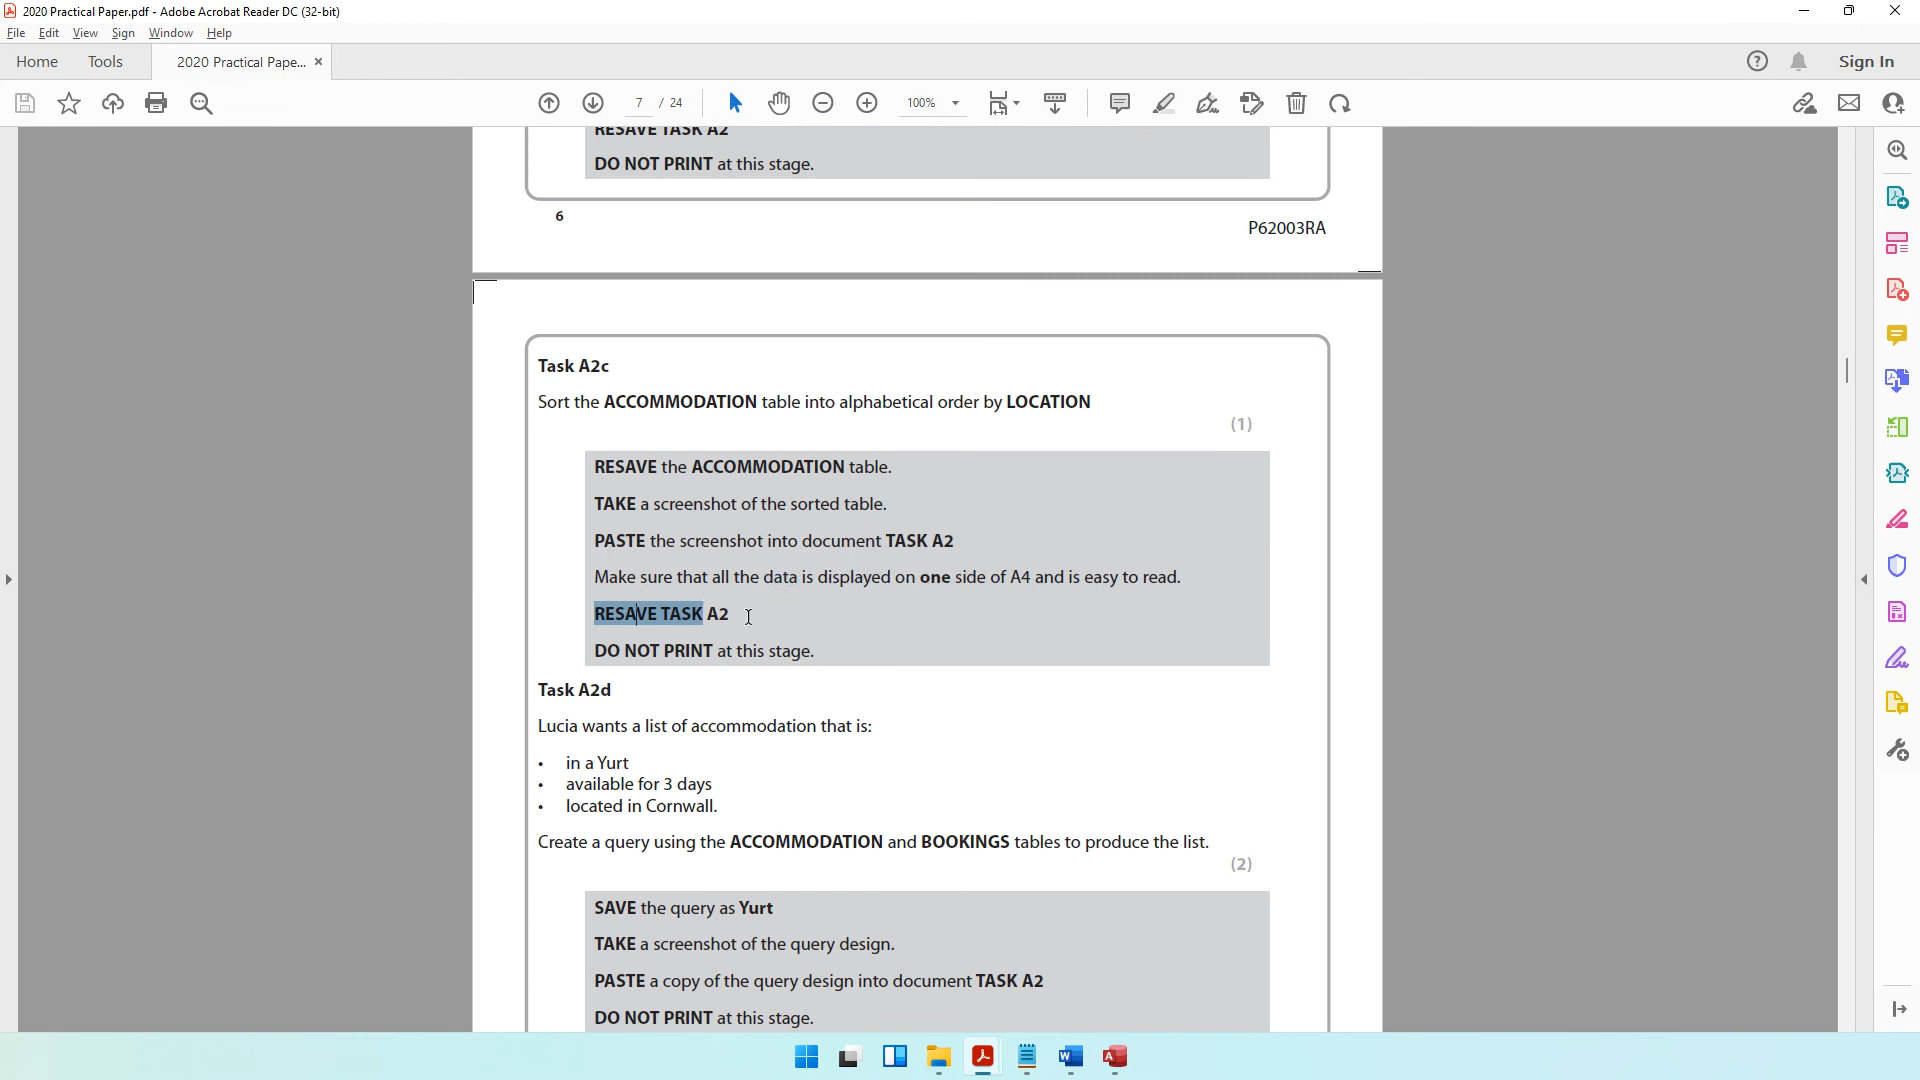 2020 Practical Paper.pdf - Adobe Acrobat Reader DC (32-bit)
File Edit View Sign Window Help
Home Tools 2020 Practical Pape... Sign In
7 / 24 100%
RESAVE TASK A2
DO NOT PRINT at this stage.
6
P62003RA
Task A2c
Sort the ACCOMMODATION table into alphabetical order by LOCATION
(1)
RESAVE the ACCOMMODATION table.
TAKE a screenshot of the sorted table.
PASTE the screenshot into document TASK A2
Make sure that all the data is displayed on one side of A4 and is easy to read.
RESAVE TASK A2
DO NOT PRINT at this stage.
Task A2d
Lucia wants a list of accommodation that is:
• in a Yurt
• available for 3 days
• located in Cornwall.
Create a query using the ACCOMMODATION and BOOKINGS tables to produce the list.
(2)
SAVE the query as Yurt
TAKE a screenshot of the query design.
PASTE a copy of the query design into document TASK A2
DO NOT PRINT at this stage.